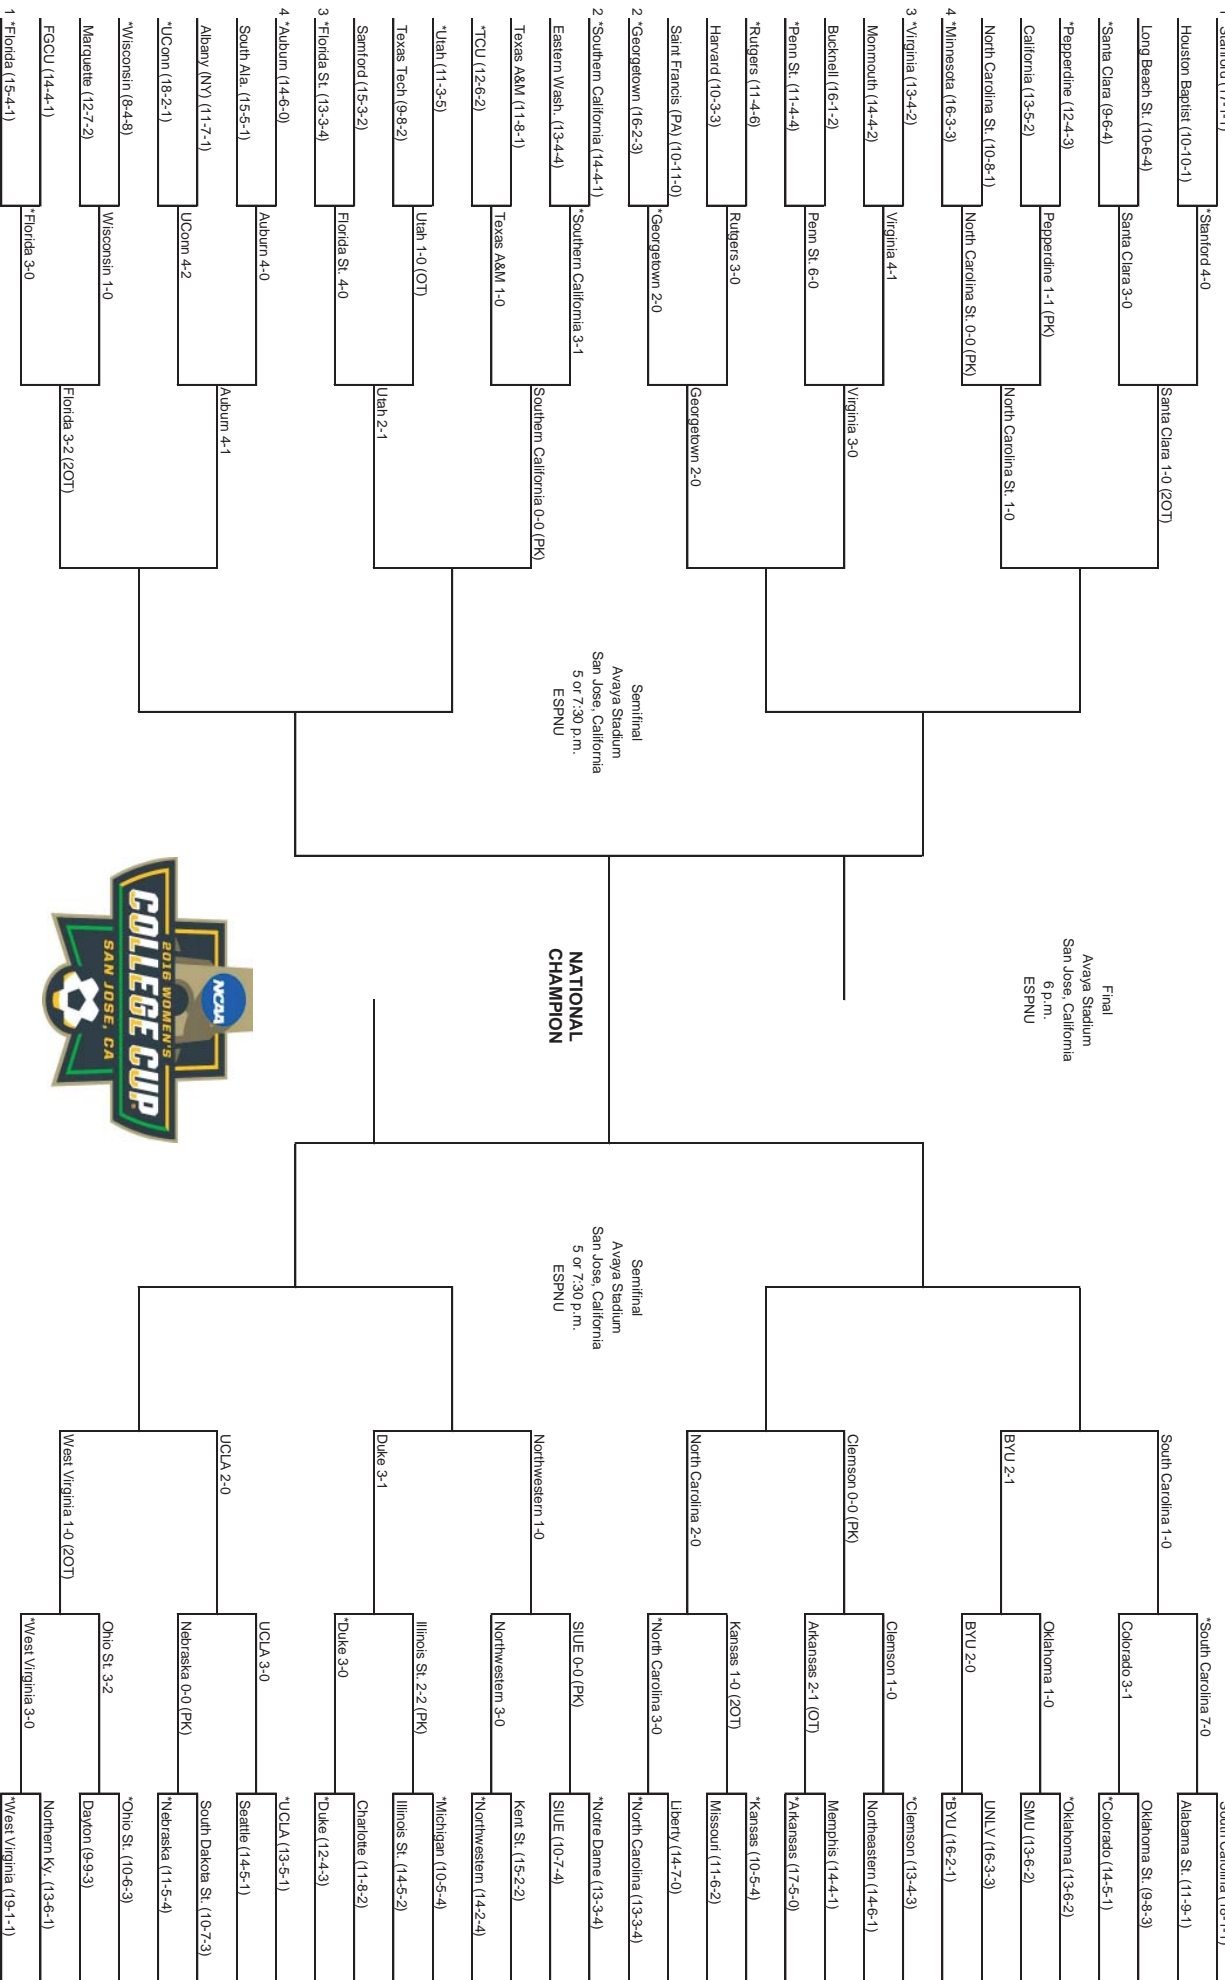 1 *Stanford (17-1-1)
Houston Baptist (10-10-1)
Long Beach St. (10-6-4)
*Santa Clara (9-6-4)
*Pepperdine (12-4-3)
California (13-5-2)
North Carolina St. (10-8-1)
4 *Minnesota (16-3-3)
3 *Virginia (13-4-2)
Monmouth (14-4-2)
Bucknell (16-1-2)
*Penn St. (11-4-4)
*Rutgers (11-4-6)
Harvard (10-3-3)
Saint Francis (PA) (10-11-0)
2 *Georgetown (16-2-3)
2 *Southern California (14-4-1)
Eastern Wash. (13-4-4)
Texas A&M (11-8-1)
*TCU (12-6-2)
*Utah (11-3-5)
Texas Tech (9-8-2)
Samford (15-3-2)
3 *Florida St. (13-3-4)
4 *Auburn (14-6-0)
South Ala. (15-5-1)
Albany (NY) (11-7-1)
*UConn (18-2-1)
*Wisconsin (8-4-8)
Marquette (12-7-2)
FGCU (14-4-1)
1 *Florida (15-4-1)
*Stanford 4-0
Santa Clara 3-0
Pepperdine 1-1 (PK)
North Carolina St. 0-0 (PK)
Virginia 4-1
Penn St. 6-0
Rutgers 3-0
*Georgetown 2-0
*Southern California 3-1
Texas A&M 1-0
Utah 1-0 (OT)
Florida St. 4-0
Auburn 4-0
UConn 4-2
Wisconsin 1-0
*Florida 3-0
Santa Clara 1-0 (2OT)
North Carolina St. 1-0
Virginia 3-0
Georgetown 2-0
Southern California 0-0 (PK)
Utah 2-1
Auburn 4-1
Florida 3-2 (2OT)
Semifinal
Avaya Stadium
San Jose, California
5 or 7:30 p.m.
ESPNU
Final
Avaya Stadium
San Jose, California
6 p.m.
ESPNU
NATIONAL
CHAMPION
NCAA
2016 WOMEN'S
COLLEGE CUP
SAN JOSE, CA
Semifinal
Avaya Stadium
San Jose, California
5 or 7:30 p.m.
ESPNU
South Carolina 1-0
BYU 2-1
Clemson 0-0 (PK)
North Carolina 2-0
Northwestern 1-0
Duke 3-1
UCLA 2-0
West Virginia 1-0 (2OT)
*South Carolina 7-0
Colorado 3-1
Oklahoma 1-0
BYU 2-0
Clemson 1-0
Arkansas 2-1 (OT)
Kansas 1-0 (2OT)
*North Carolina 3-0
SIUE 0-0 (PK)
Northwestern 3-0
Illinois St. 2-2 (PK)
*Duke 3-0
UCLA 3-0
Nebraska 0-0 (PK)
Ohio St. 3-2
*West Virginia 3-0
South Carolina (18-1-1)
Alabama St. (11-9-1)
Oklahoma St. (9-8-3)
*Colorado (14-5-1)
*Oklahoma (13-6-2)
SMU (13-6-2)
UNLV (16-3-3)
*BYU (16-2-1)
*Clemson (13-4-3)
Northeastern (14-6-1)
Memphis (14-4-1)
*Arkansas (17-5-0)
*Kansas (10-5-4)
Missouri (11-6-2)
Liberty (14-7-0)
*North Carolina (13-3-4)
*Notre Dame (13-3-4)
SIUE (10-7-4)
Kent St. (15-2-2)
*Northwestern (14-2-4)
*Michigan (10-5-4)
Illinois St. (14-5-2)
Charlotte (11-8-2)
*Duke (12-4-3)
*UCLA (13-5-1)
Seattle (14-5-1)
South Dakota St. (10-7-3)
*Nebraska (11-5-4)
*Ohio St. (10-6-3)
Dayton (9-9-3)
Northern Ky. (13-6-1)
*West Virginia (19-1-1)